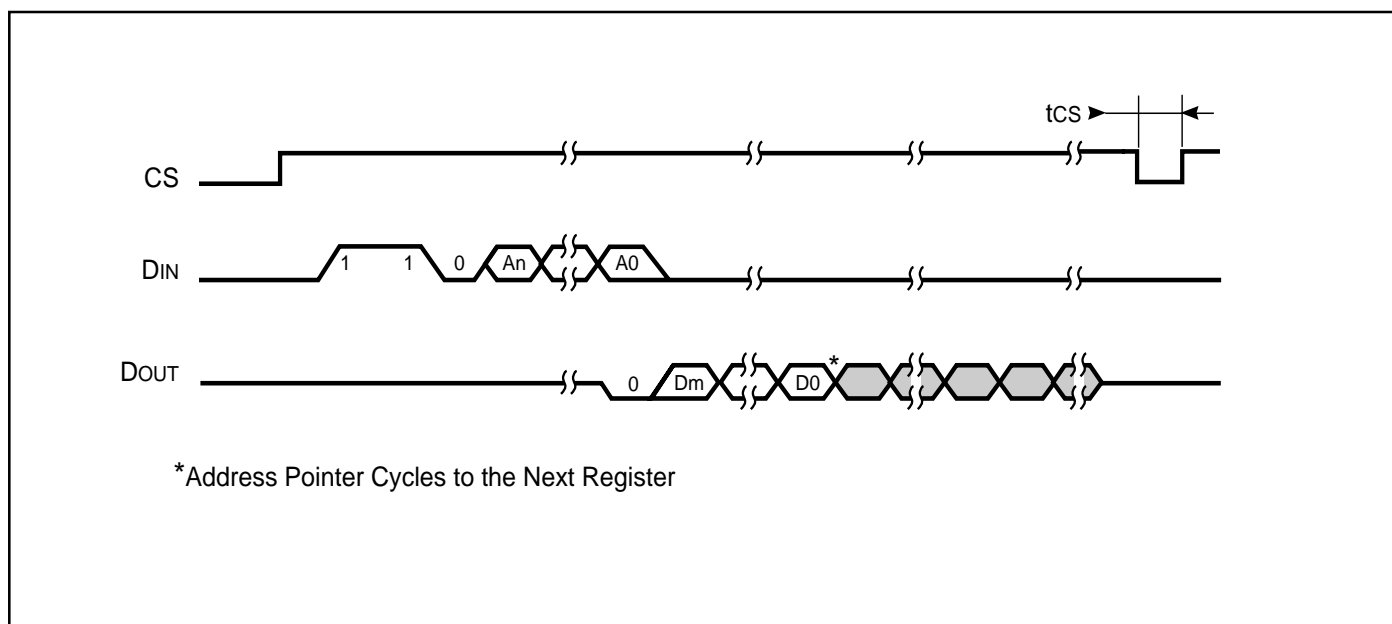 tCS
CS
DIN
1 1 0 An A0
DOUT
0 Dm D0 *
*Address Pointer Cycles to the Next Register